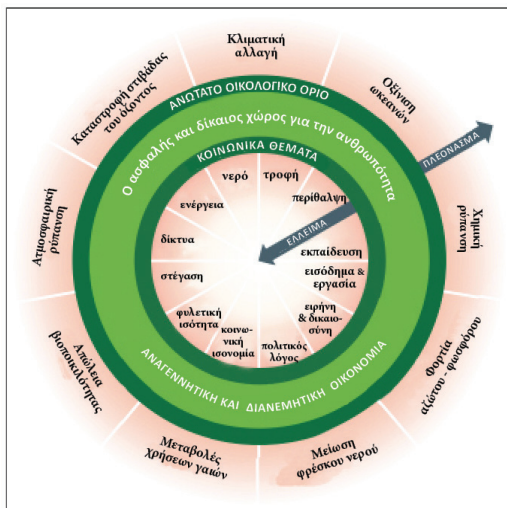 Κλιματική
αλλαγή
Οξίνιση
ωκεανών
Χημική
ρύπανση
Φορτία
αζώτου - φωσφόρου
Μείωση
φρέσκου νερού
Μεταβολές
χρήσεων γαιών
Απώλεια
βιοποικιλότητας
Ατμοσφαιρική
ρύπανση
Καταστροφή στιβάδας
του όζοντος
ΑΝΩΤΑΤΟ ΟΙΚΟΛΟΓΙΚΟ ΟΡΙΟ
Ο ασφαλής και δίκαιος χώρος για την ανθρωπότητα
ΚΟΙΝΩΝΙΚΑ ΘΕΜΑΤΑ
ΠΛΕΟΝΑΣΜΑ
ΕΛΛΕΙΜΑ
νερό
τροφή
περίθαλψη
εκπαίδευση
εισόδημα &
εργασία
ειρήνη
& δικαιο-
σύνη
πολιτικός
λόγος
κοινω-
νική
ισονομία
φυλετική
ισότητα
στέγαση
δίκτυα
ενέργεια
ΑΝΑΓΕΝΝΗΤΙΚΗ ΚΑΙ ΔΙΑΝΕΜΗΤΙΚΗ ΟΙΚΟΝΟΜΙΑ